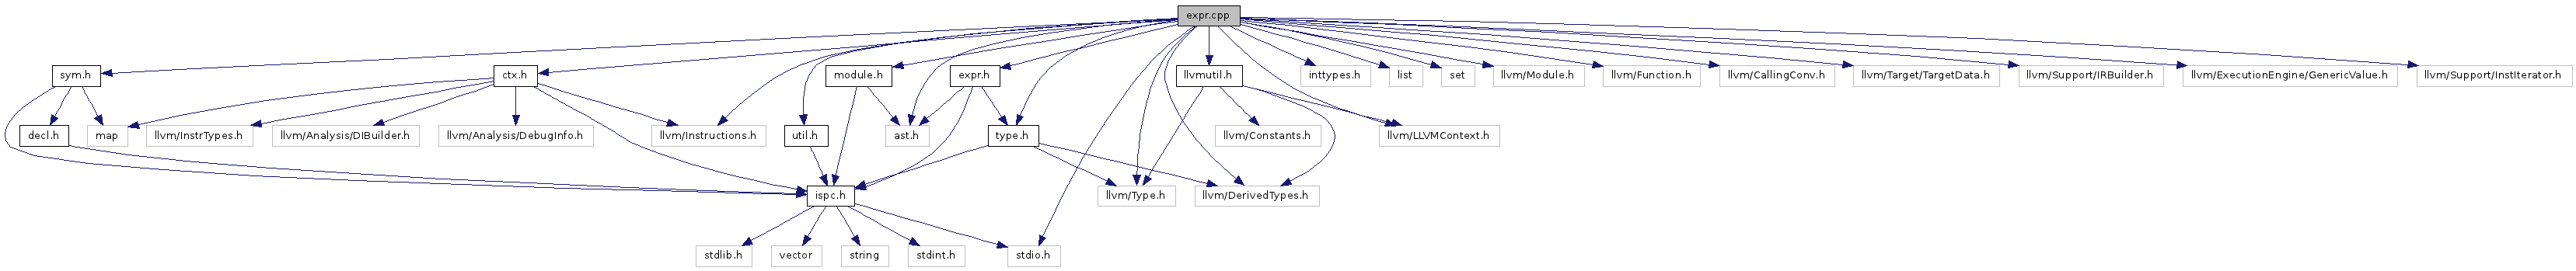 expr.cpp
sym.h
ctx.h
module.h
expr.h
llvmutil.h
inttypes.h
list
set
llvm/Module.h
llvm/Function.h
llvm/CallingConv.h
llvm/Target/TargetData.h
llvm/Support/IRBuilder.h
llvm/ExecutionEngine/GenericValue.h
llvm/Support/InstIterator.h
decl.h
map
llvm/InstrTypes.h
llvm/Analysis/DIBuilder.h
llvm/Analysis/DebugInfo.h
llvm/Instructions.h
util.h
ast.h
type.h
llvm/Constants.h
llvm/LLVMContext.h
ispc.h
llvm/Type.h
llvm/DerivedTypes.h
stdlib.h
vector
string
stdint.h
stdio.h